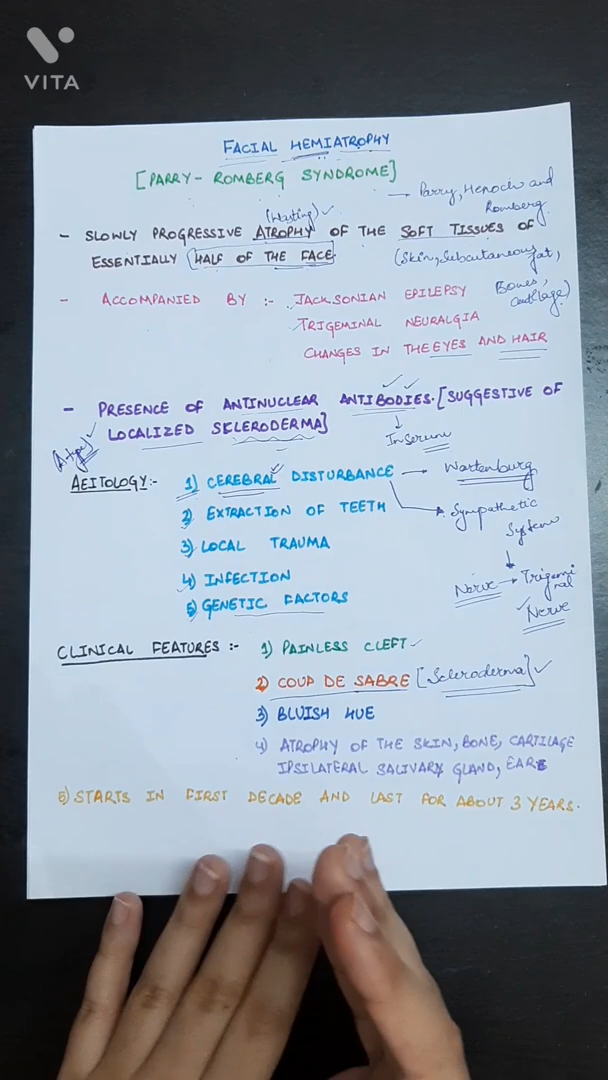 VITA
FACIAL HEMIATROPHY
[PARRY-ROMBERG SYNDROME]
→ Parry, Henoch and
Romberg
(Wasting)
- SLOWLY PROGRESSIVE ATROPHY OF THE SOFT TISSUES OF
ESSENTIALLY HALF OF THE FACE.
(Skin, Subcutaneous fat,
Bones,
Cartilage)
- ACCOMPANIED BY :- JACKSONIAN EPILEPSY
TRIGEMINAL NEURALGIA
CHANGES IN THE EYES AND HAIR
- PRESENCE OF ANTINUCLEAR ANTIBODIES. [SUGGESTIVE OF
LOCALIZED SCLERODERMA]
↓
In Serum
AEITOLOGY:- 1) CEREBRAL DISTURBANCE → Wartenburg
2) EXTRACTION OF TEETH
Sympathetic
System
3) LOCAL TRAUMA
4) INFECTION
Nerve → Trigeminal
Nerve
5) GENETIC FACTORS
CLINICAL FEATURES :- 1) PAINLESS CLEFT
2) COUP DE SABRE [Scleroderma]
3) BLUISH HUE
4) ATROPHY OF THE SKIN, BONE, CARTILAGE
IPSILATERAL SALIVARY GLAND, EAR
5) STARTS IN FIRST DECADE AND LAST FOR ABOUT 3 YEARS.